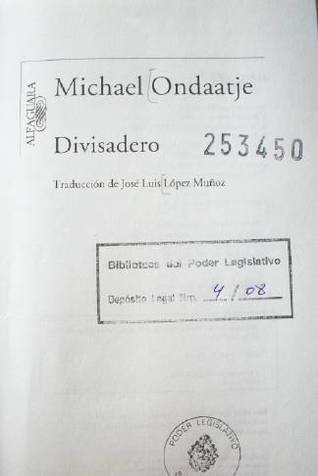 ALFAGUARA
Michael Ondaatje
Divisadero
253450
Traducción de José Luis López Muñoz
Biblioteca del Poder Legislativo
Depósito Legal Nro. 4/08
PODER LEGISLATIVO